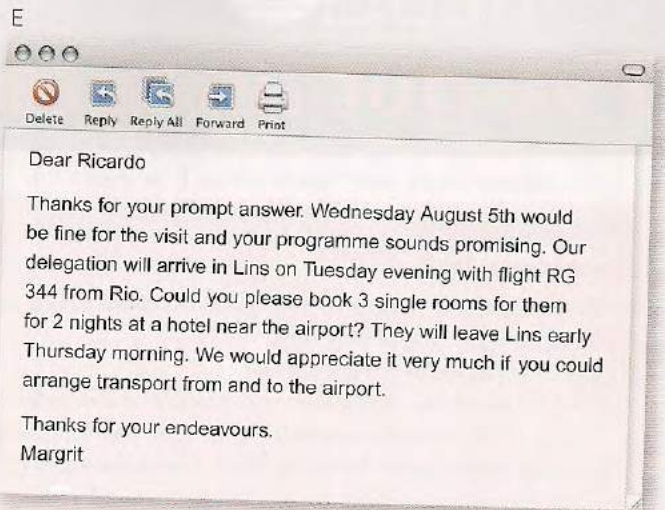 E
Delete Reply Reply All Forward Print
Dear Ricardo
Thanks for your prompt answer. Wednesday August 5th would
be fine for the visit and your programme sounds promising. Our
delegation will arrive in Lins on Tuesday evening with flight RG
344 from Rio. Could you please book 3 single rooms for them
for 2 nights at a hotel near the airport? They will leave Lins early
Thursday morning. We would appreciate it very much if you could
arrange transport from and to the airport.
Thanks for your endeavours.
Margrit